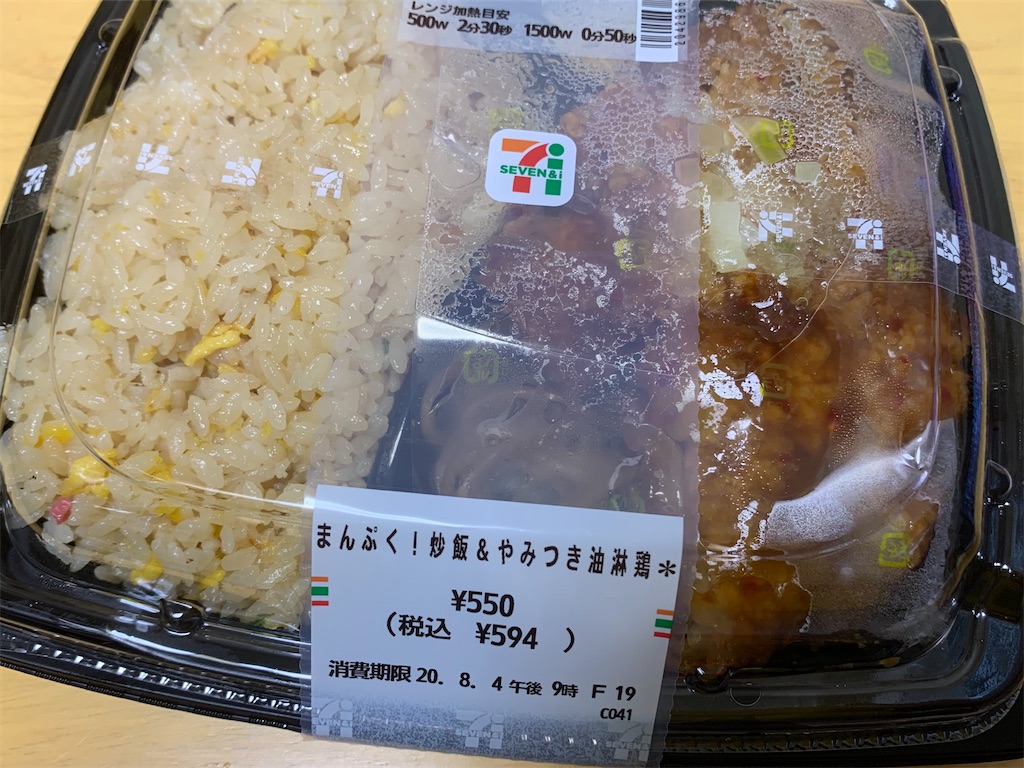 レンジ加熱目安
500W 2分30秒 1500W 0分50秒
SEVEN&i
まんぷく!炒飯&やみつき油淋鶏*
¥550
(税込 ¥594 )
消費期限20. 8. 4午後 9時 F 19
C041